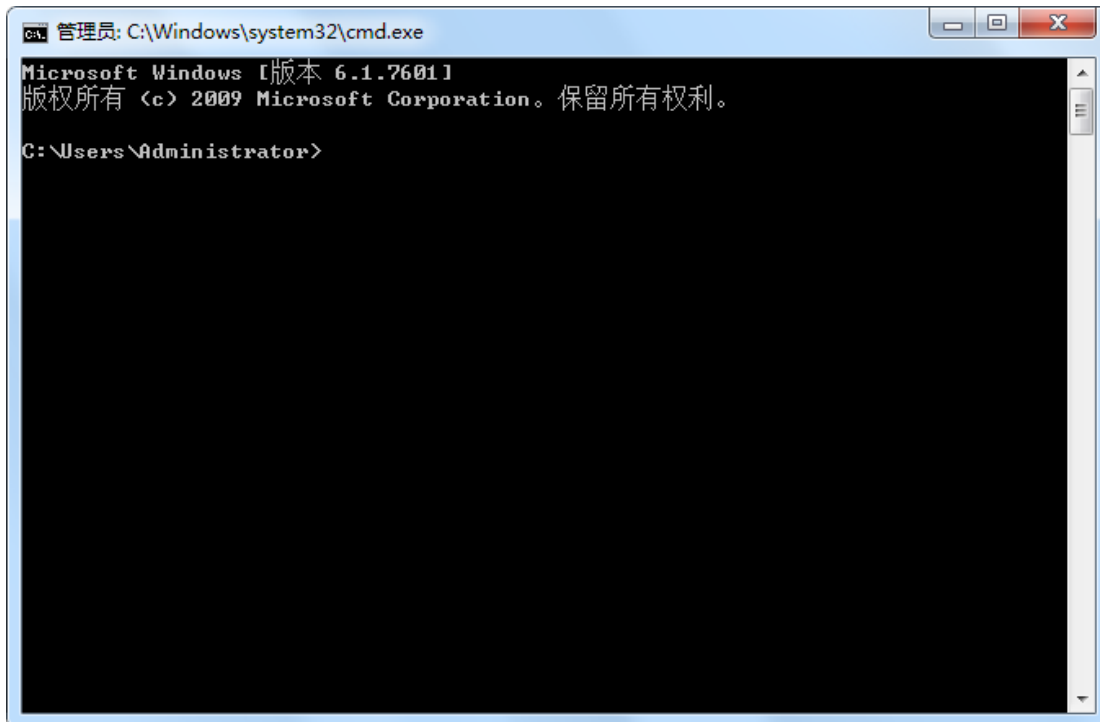 管理员: C:\Windows\system32\cmd.exe
Microsoft Windows [版本 6.1.7601]
版权所有 (c) 2009 Microsoft Corporation。保留所有权利。
C:\Users\Administrator>